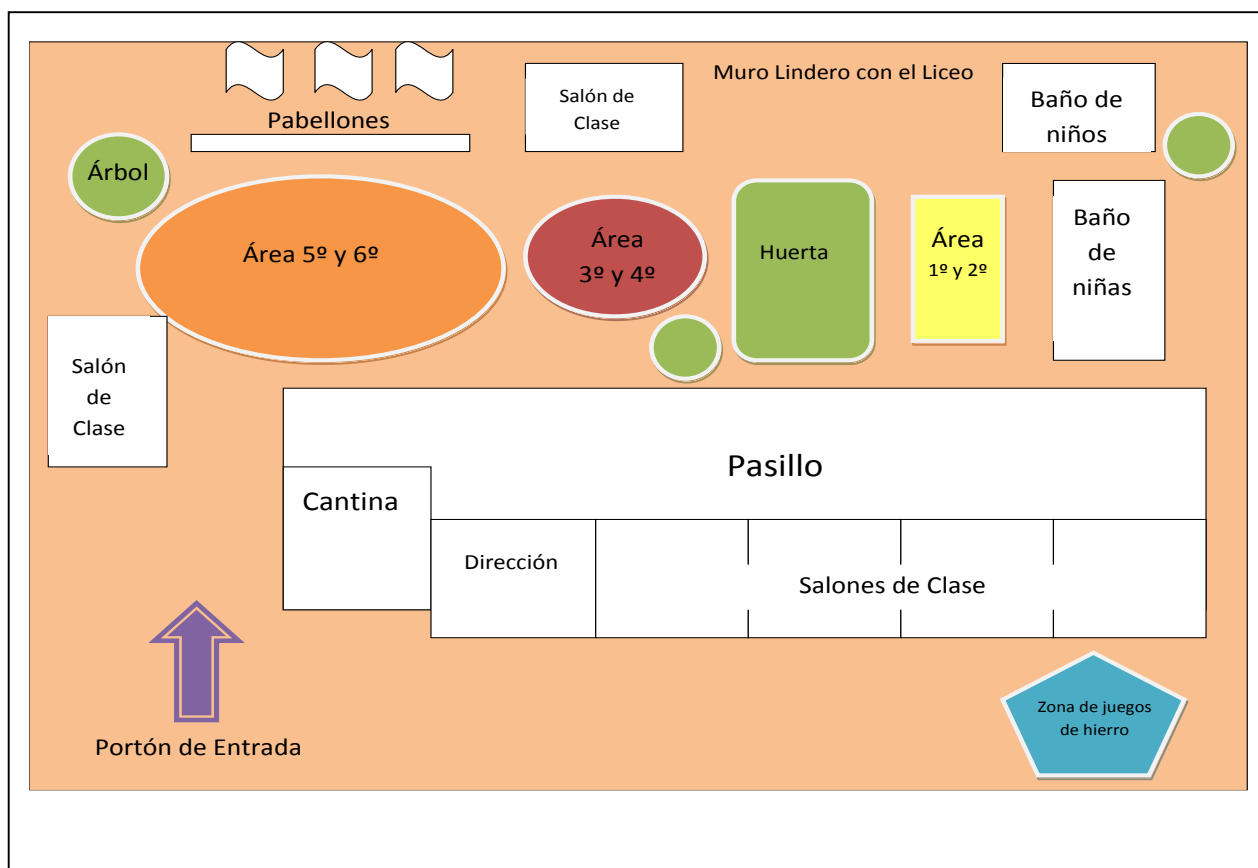 Muro Lindero con el Liceo
Pabellones
Salón de
Clase
Baño de
niños
Árbol
Área 5º y 6º
Área
3º y 4º
Huerta
Área
1º y 2º
Baño
de
niñas
Salón
de
Clase
Pasillo
Cantina
Dirección
Salones de Clase
Zona de juegos
de hierro
Portón de Entrada